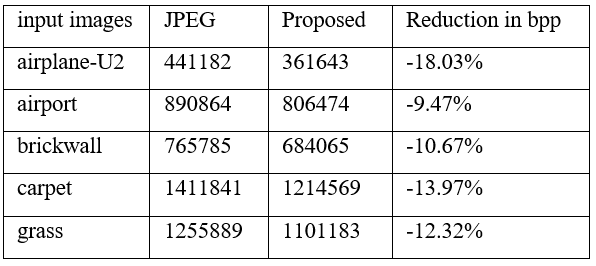 input images JPEG Proposed Reduction in bpp
airplane-U2 441182 361643 -18.03%
airport 890864 806474 -9.47%
brickwall 765785 684065 -10.67%
carpet 1411841 1214569 -13.97%
grass 1255889 1101183 -12.32%